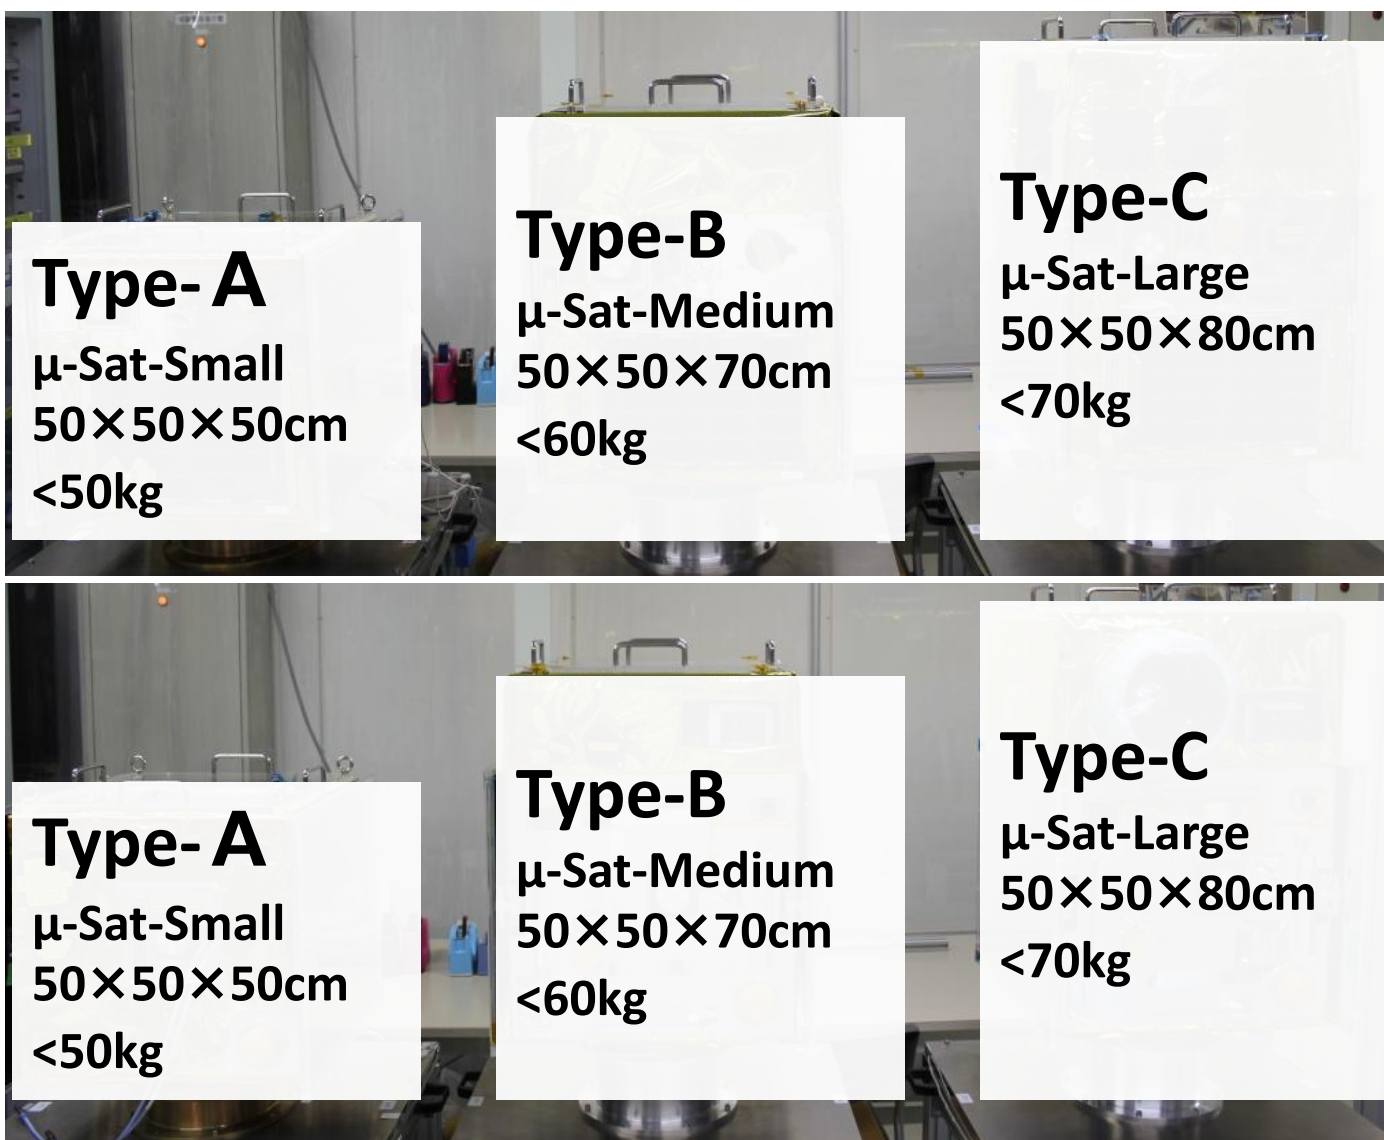 Type-A
μ-Sat-Small
50×50×50cm
<50kg
Type-B
μ-Sat-Medium
50×50×70cm
<60kg
Type-C
μ-Sat-Large
50×50×80cm
<70kg
Type-A
μ-Sat-Small
50×50×50cm
<50kg
Type-B
μ-Sat-Medium
50×50×70cm
<60kg
Type-C
μ-Sat-Large
50×50×80cm
<70kg